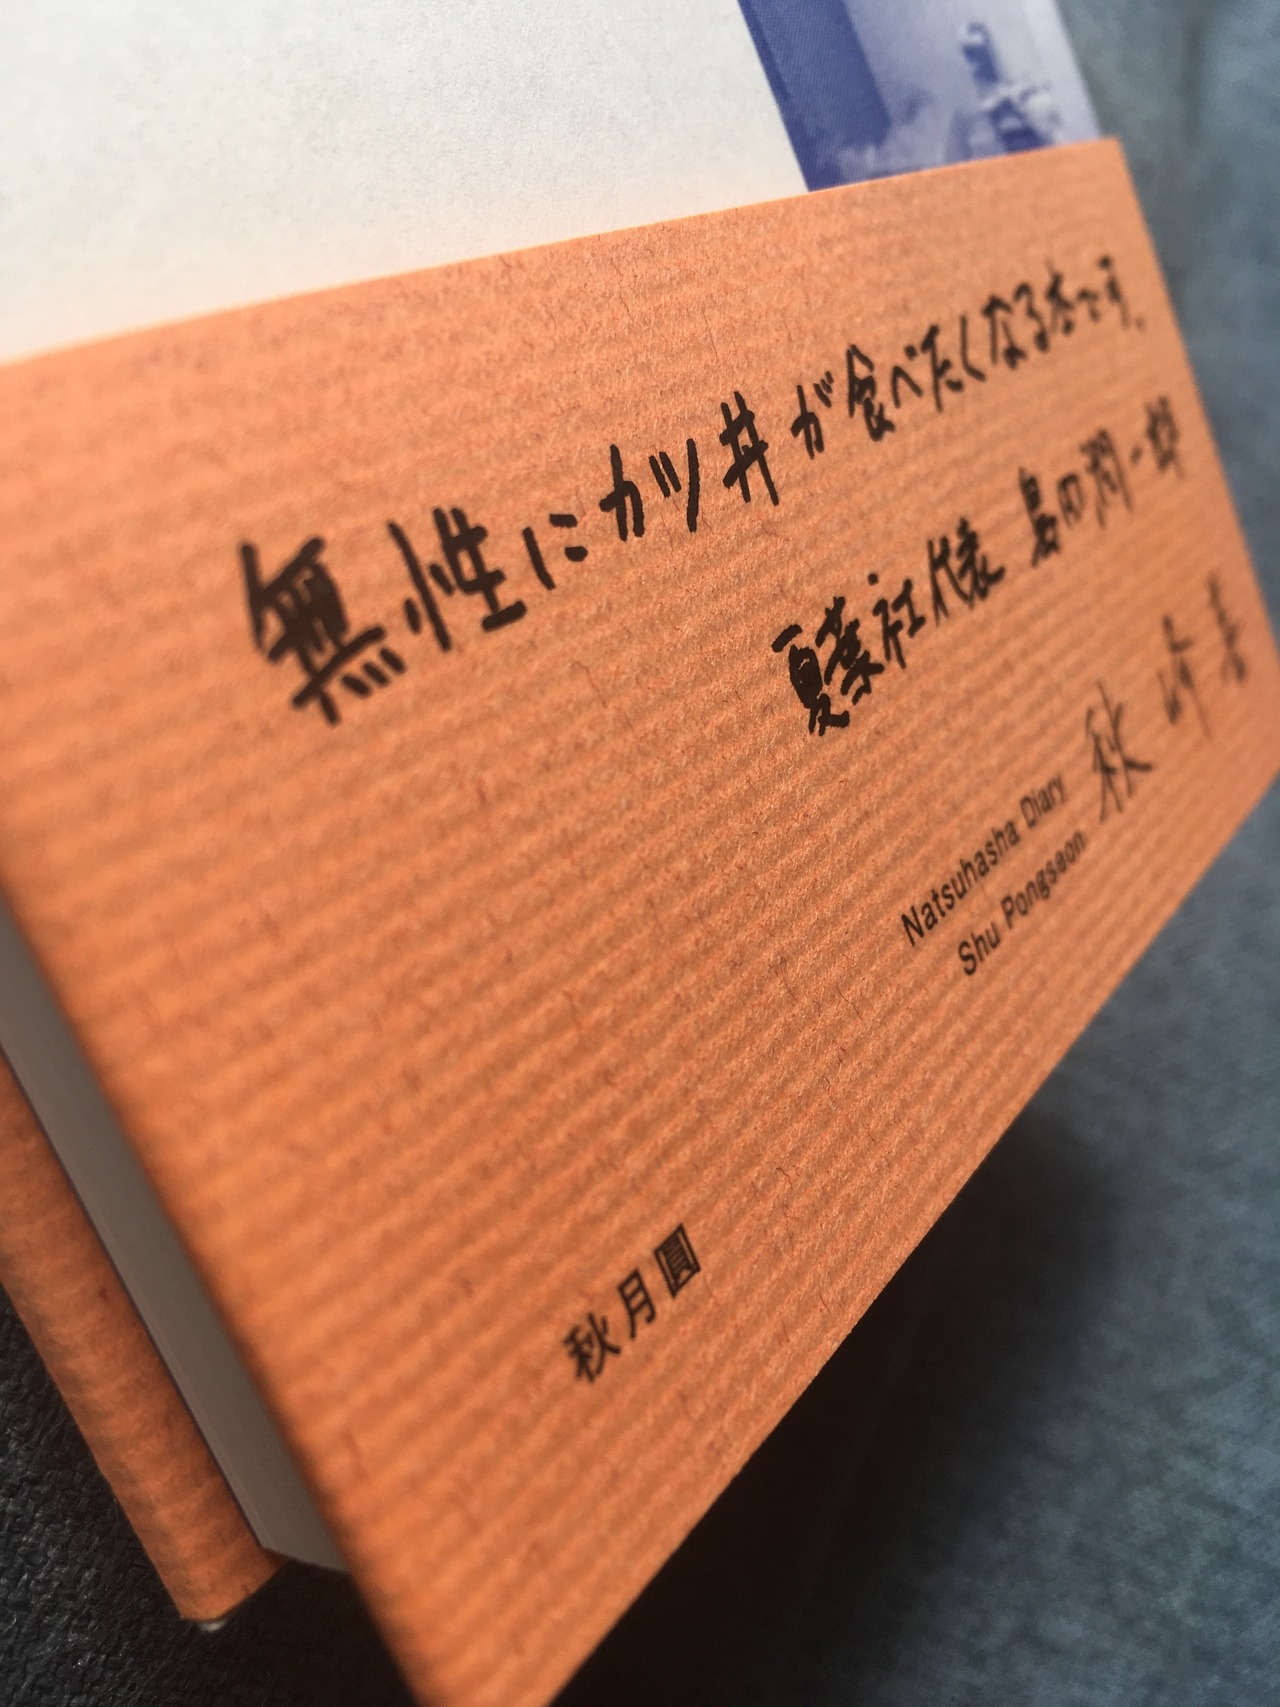 無性にカツ丼が食べたくなる本です。
夏葉社代表 島田潤一郎
秋峰善
Natsuhasha Diary
Shu Pongseon
秋月圓